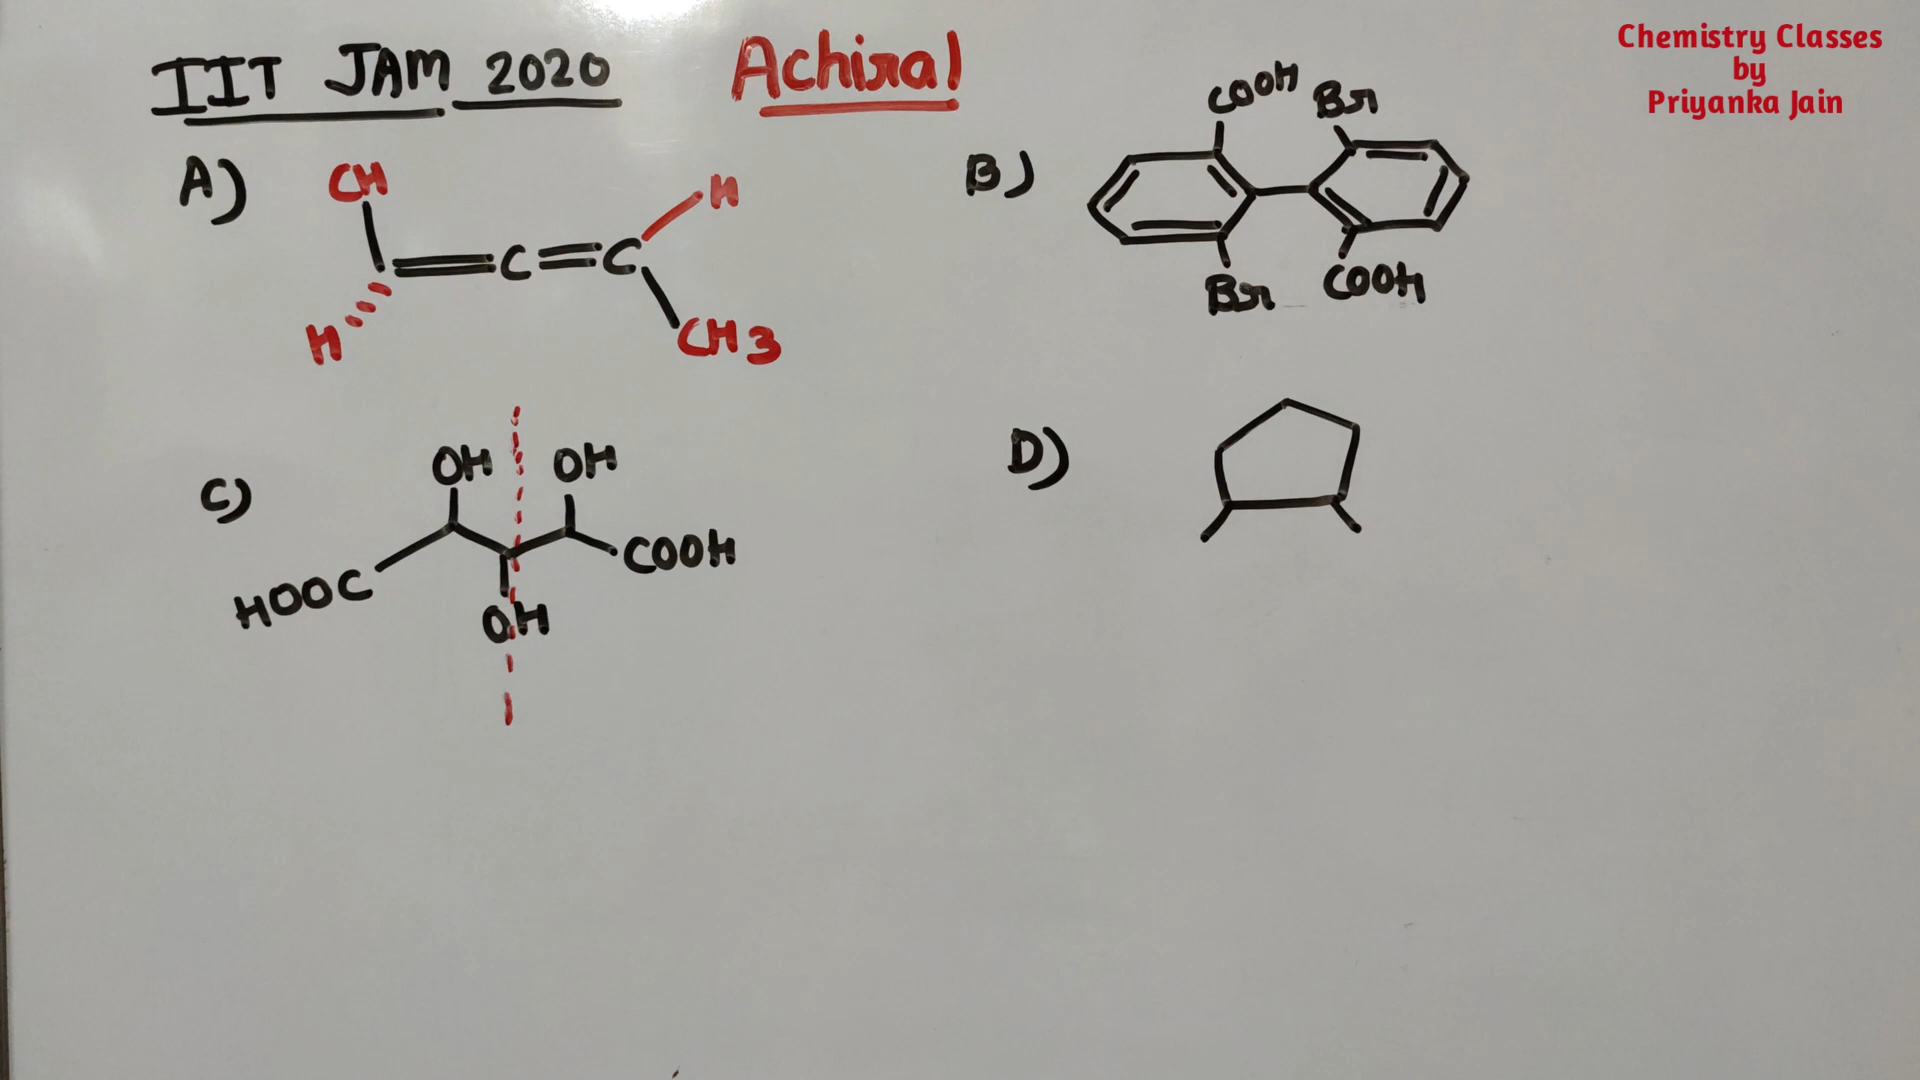 IIT JAM 2020 Achiral
Chemistry Classes
by
Priyanka Jain
A)
CH
H
C
C
H
CH3
B)
COOH
Br
Br
COOH
C)
OH
OH
HOOC
COOH
OH
D)